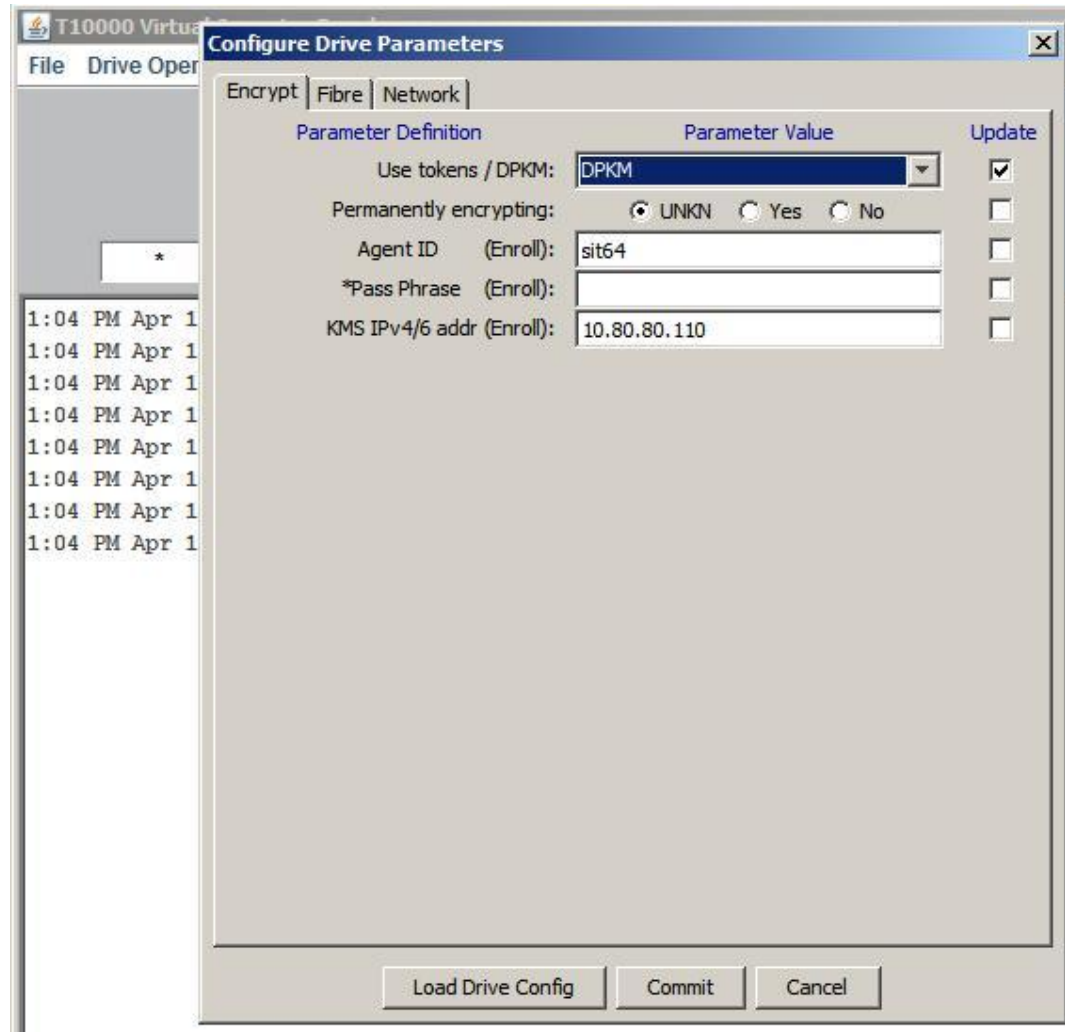 T10000 Virtua
File Drive Oper
*
1:04 PM Apr 1
1:04 PM Apr 1
1:04 PM Apr 1
1:04 PM Apr 1
1:04 PM Apr 1
1:04 PM Apr 1
1:04 PM Apr 1
1:04 PM Apr 1
Configure Drive Parameters
Encrypt Fibre Network
Parameter Definition Parameter Value Update
Use tokens / DPKM: DPKM
Permanently encrypting: UNKN Yes No
Agent ID (Enroll): sit64
*Pass Phrase (Enroll):
KMS IPv4/6 addr (Enroll): 10.80.80.110
Load Drive Config Commit Cancel